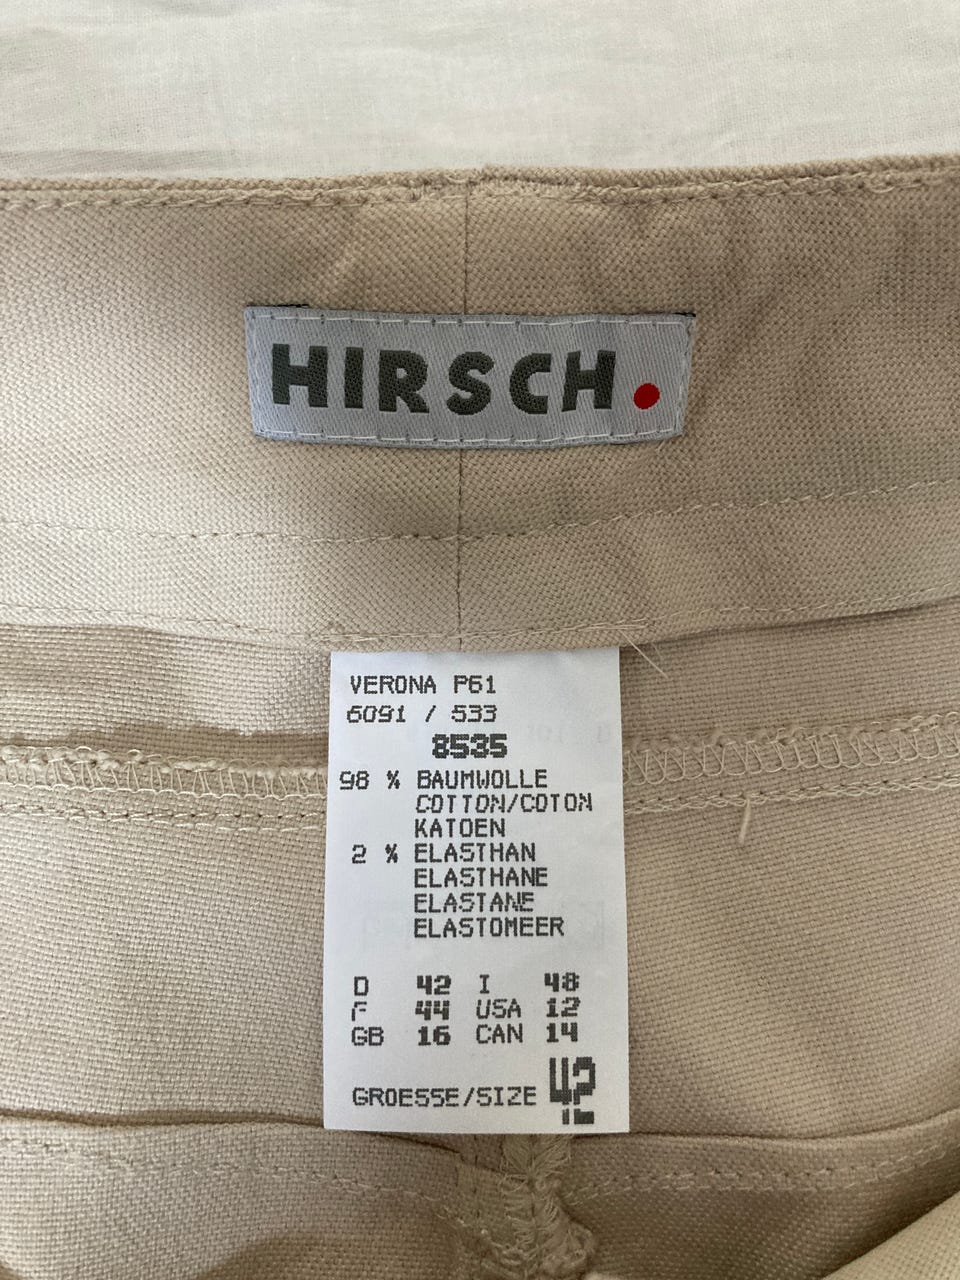 HIRSCH.
VERONA P61
6091 / 533
8535
98 % BAUMWOLLE
COTTON/COTON
KATOEN
2 % ELASTHAN
ELASTHANE
ELASTANE
ELASTOMEER
D 42 I 48
F 44 USA 12
GB 16 CAN 14
GROESSE/SIZE 42